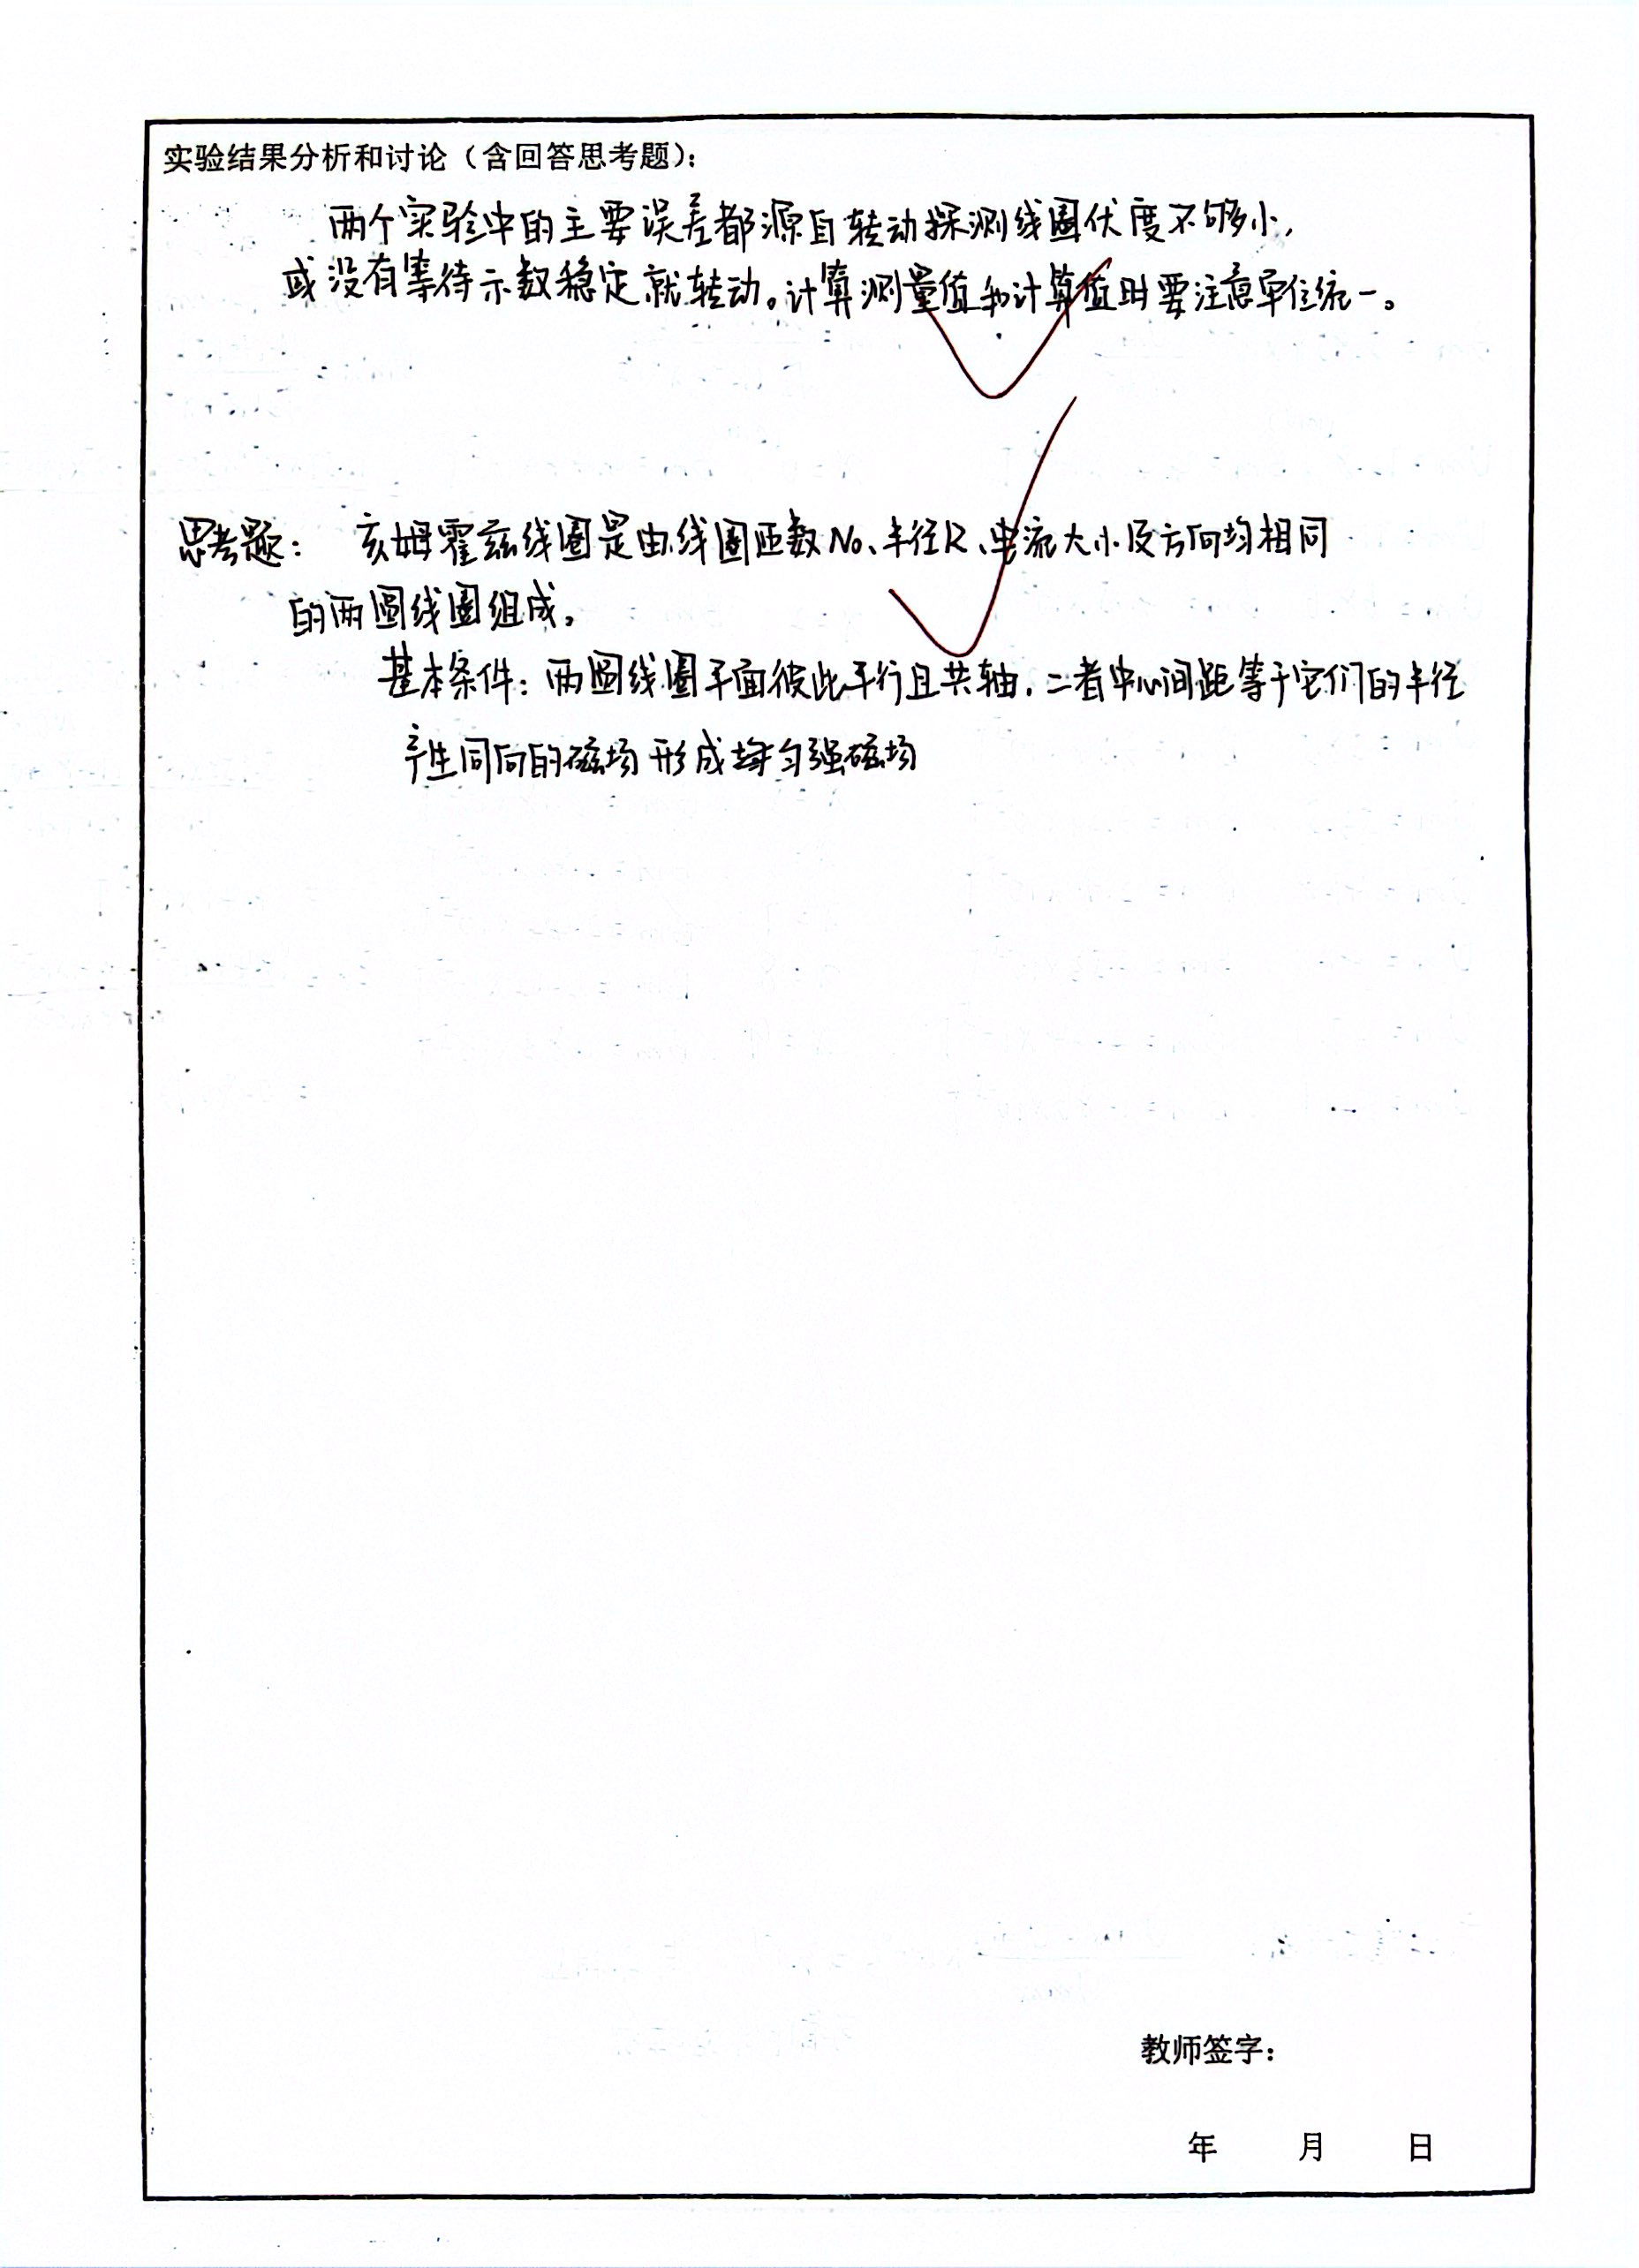 实验结果分析和讨论（含回答思考题）：
两个实验中的主要误差都源自转动探测线圈伏度不够小，
或没有等待示数稳定就转动。计算测量值和计算值时要注意单位统一。
思考题： 亥姆霍兹线圈是由线圈匝数No、半径R、电流大小及方向均相同
的两圆线圈组成。
基本条件：两圆线圈平面彼此平行且共轴．二者中心间距等于它们的半径
产生同向的磁场 形成 匀强磁场
教师签字：
年 月 日